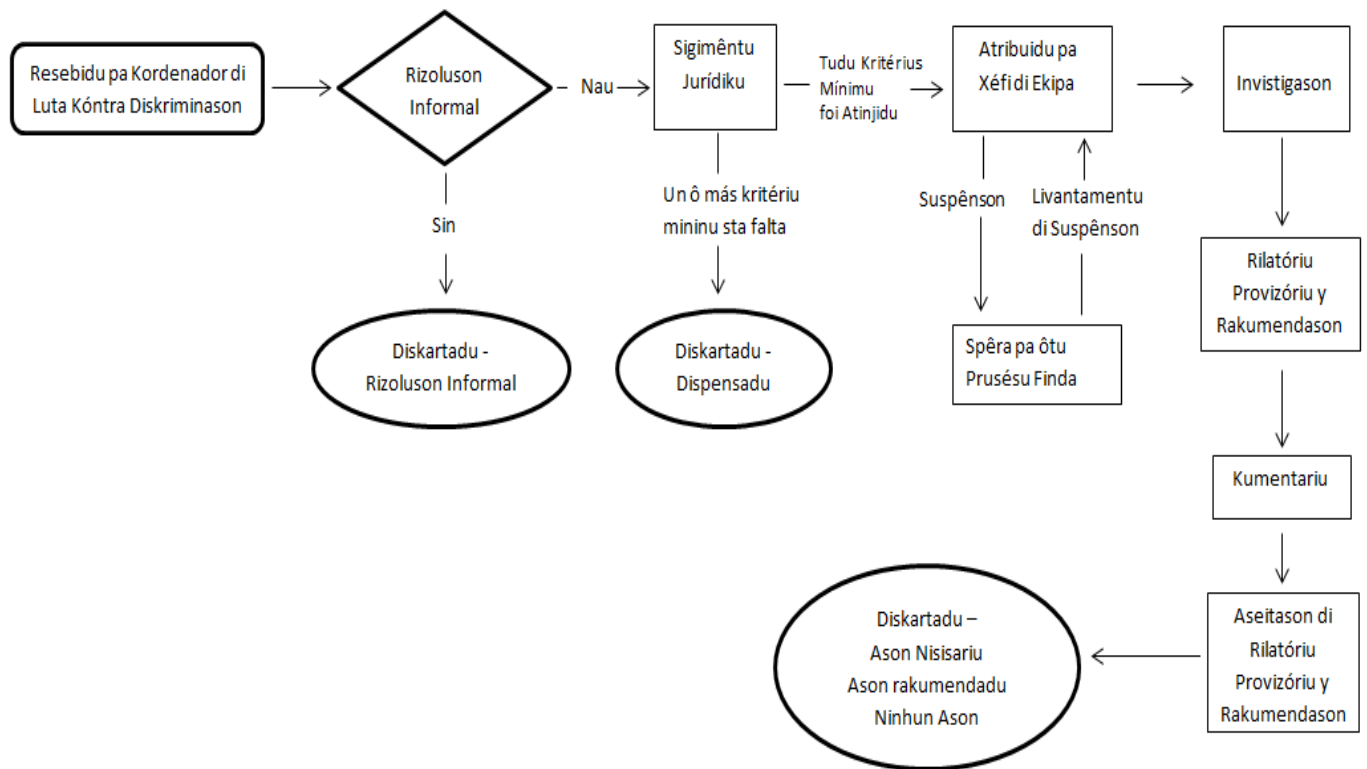 Resebidu pa Kordenador di
Luta Kóntra Diskriminason
Rizoluson
Informal
Nau
Sigimêntu
Jurídiku
Tudu Kritérius
Mínimu
foi Atinjidu
Atribuidu pa
Xéfi di Ekipa
Invistigason
Sin
Un ô más kritériu
mininu sta falta
Suspênson
Livantamentu
di Suspênson
Diskartadu -
Rizoluson Informal
Diskartadu -
Dispensadu
Spêra pa ôtu
Prusésu Finda
Rilatóriu
Provizóriu y
Rakumendason
Kumentariu
Aseitason di
Rilatóriu
Provizóriu y
Rakumendason
Diskartadu –
Ason Nisisariu
Ason rakumendadu
Ninhun Ason